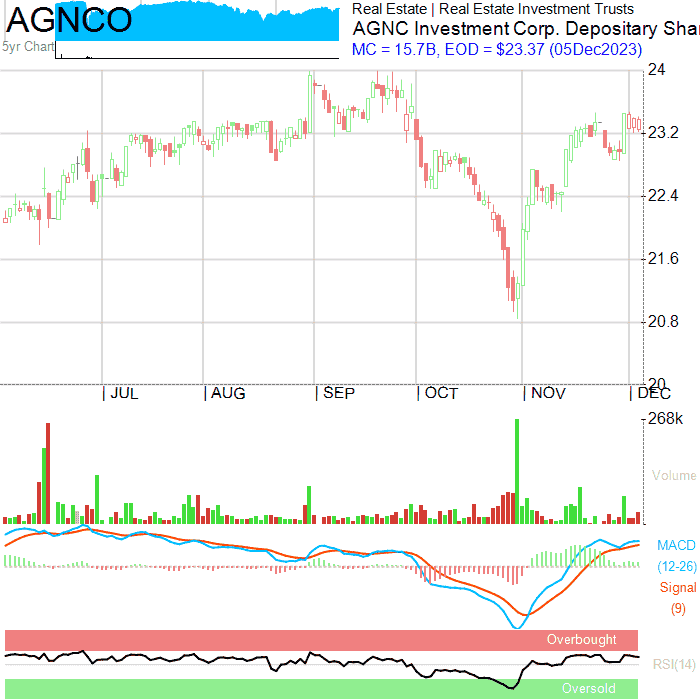 AGNCO
5yr Chart
Real Estate | Real Estate Investment Trusts
AGNC Investment Corp. Depositary Shar
MC = 15.7B, EOD = $23.37 (05Dec2023)
24
23.2
22.4
21.6
20.8
20
JUL AUG SEP OCT NOV DEC
268k
Volume
MACD
(12-26)
Signal
(9)
Overbought
RSI(14)
Oversold